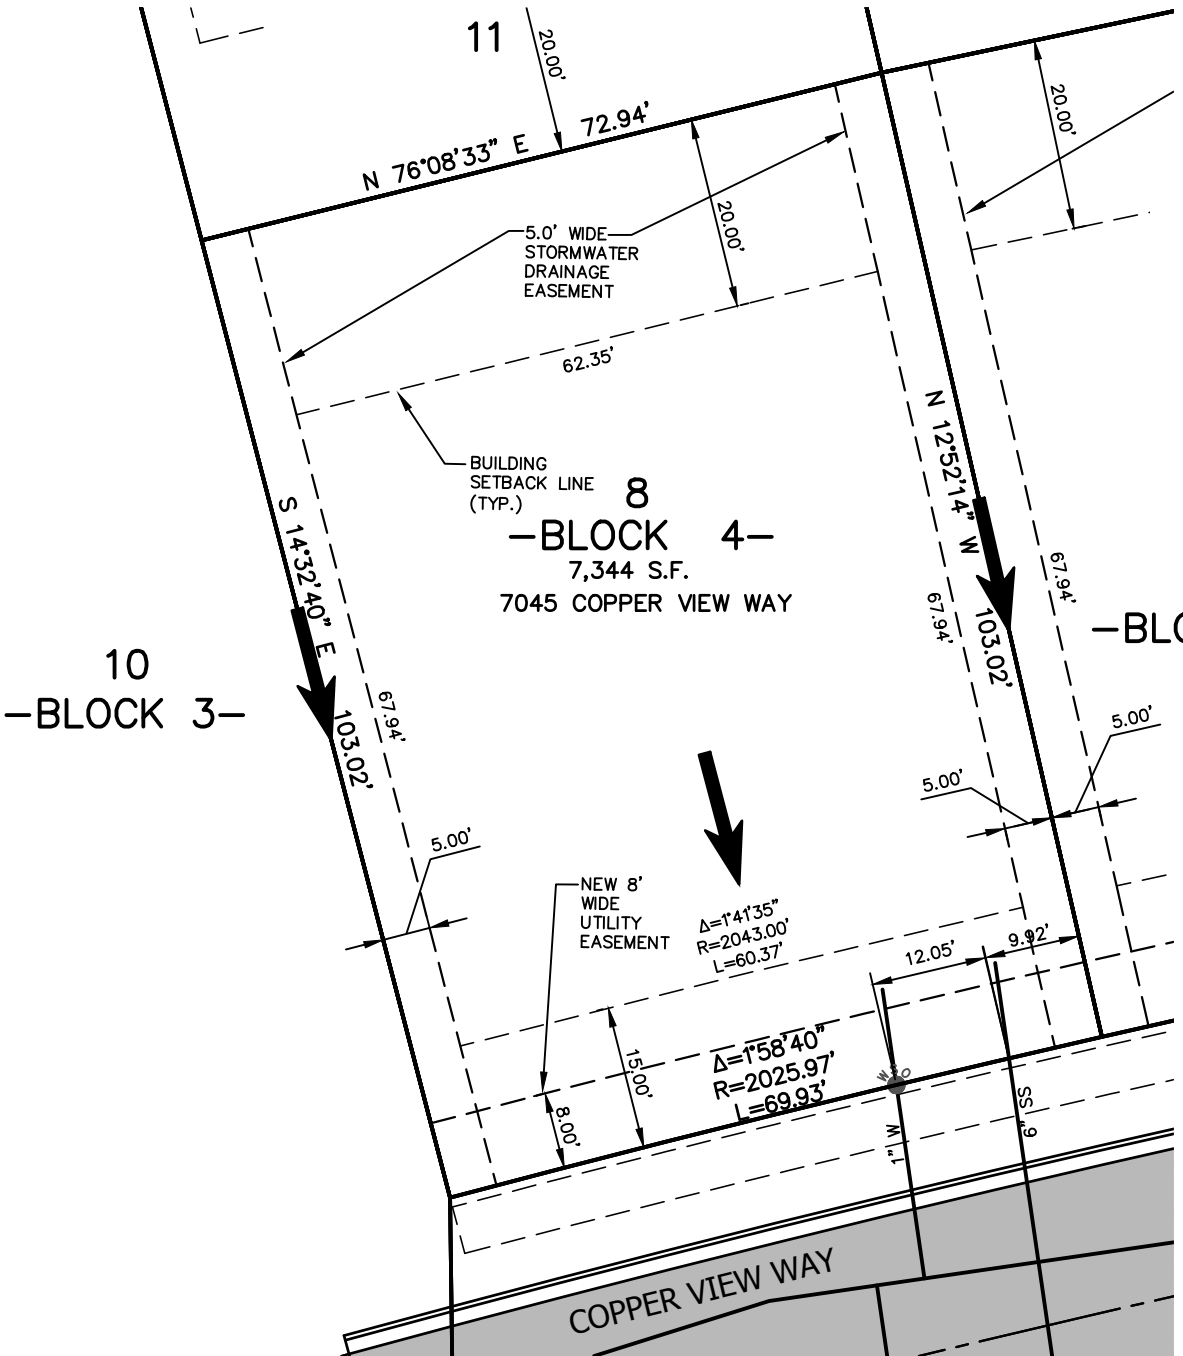 11
20.00'
72.94'
N 76°08'33" E
20.00'
20.00'
5.0' WIDE
STORMWATER
DRAINAGE
EASEMENT
62.35'
N 12°52'14" W
103.02'
BUILDING
SETBACK LINE
(TYP.)
8
-BLOCK 4-
7,344 S.F.
7045 COPPER VIEW WAY
S 14°32'40" E
103.02'
67.94'
67.94'
67.94'
10
-BLOCK 3-
-BLO
5.00'
5.00'
5.00'
NEW 8'
WIDE
UTILITY
EASEMENT
Δ=1°41'35"
R=2043.00'
L=60.37'
12.05'
9.92'
15.00'
8.00'
Δ=1°58'40"
R=2025.97'
L=69.93'
1" W
6" SS
COPPER VIEW WAY